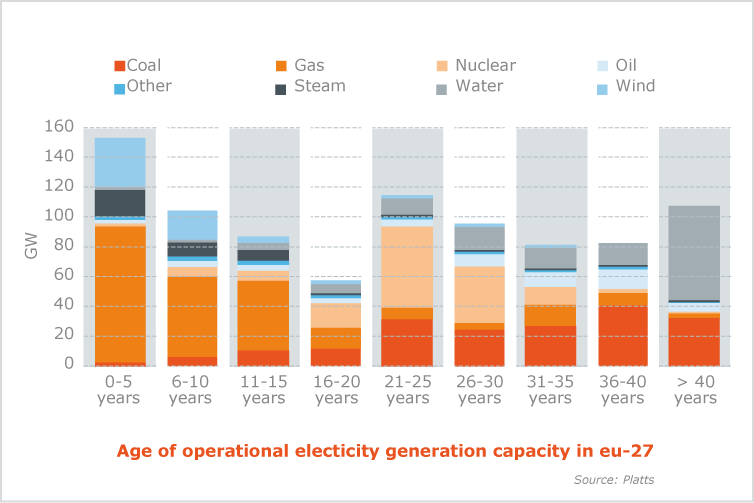 Coal Gas Nuclear Oil
Other Steam Water Wind
160
140
120
100
80
60
40
20
0
GW
0-5 6-10 11-15 16-20 21-25 26-30 31-35 36-40 > 40
years years years years years years years years years
Age of operational electicity generation capacity in eu-27
Source: Platts